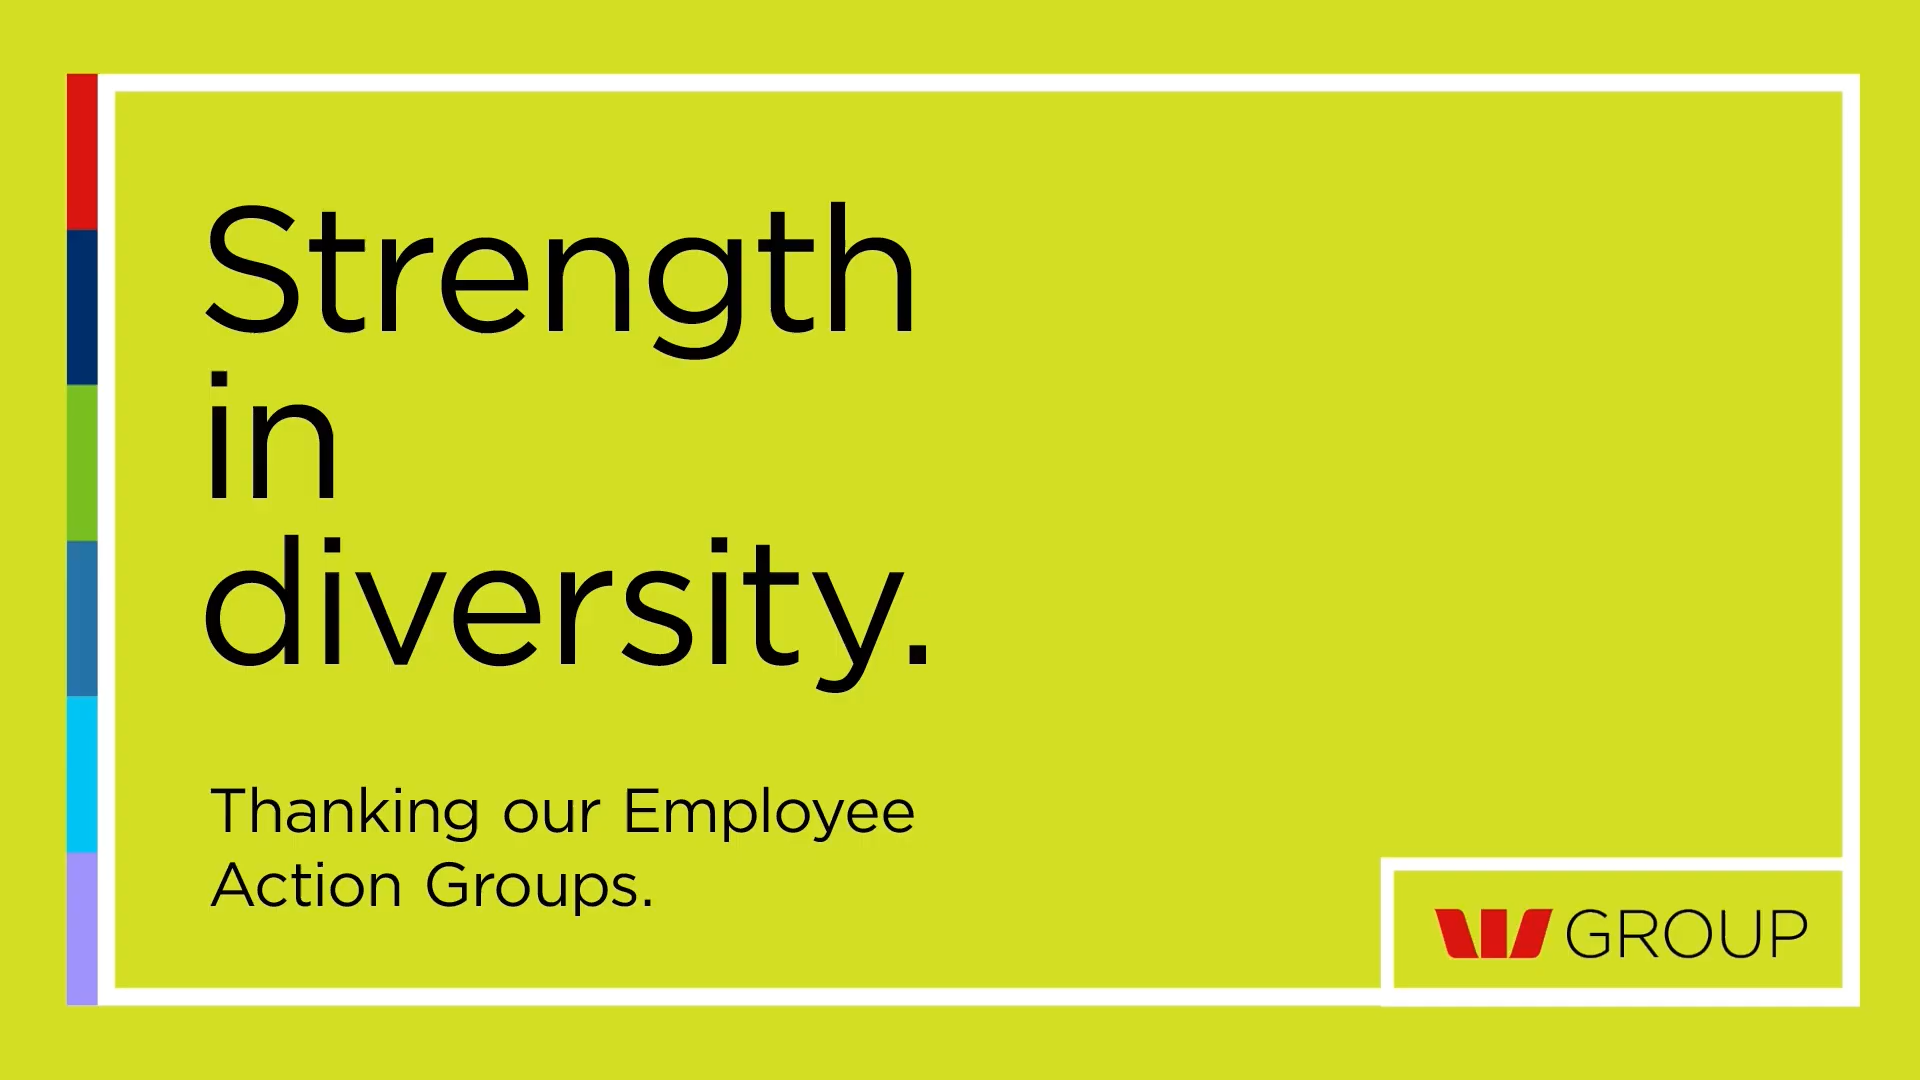 Strength
in
diversity.
Thanking our Employee
Action Groups.
GROUP